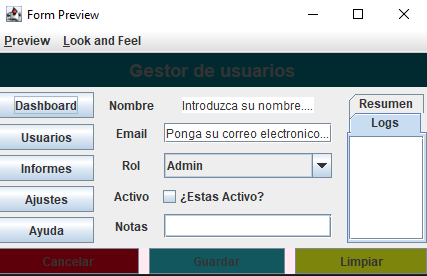 Form Preview
Preview Look and Feel
Gestor de usuarios
Dashboard
Usuarios
Informes
Ajustes
Ayuda
Nombre Introduzca su nombre....
Email Ponga su correo electronico...
Rol Admin
Activo ¿Estas Activo?
Notas
Resumen
Logs
Cancelar Guardar Limpiar